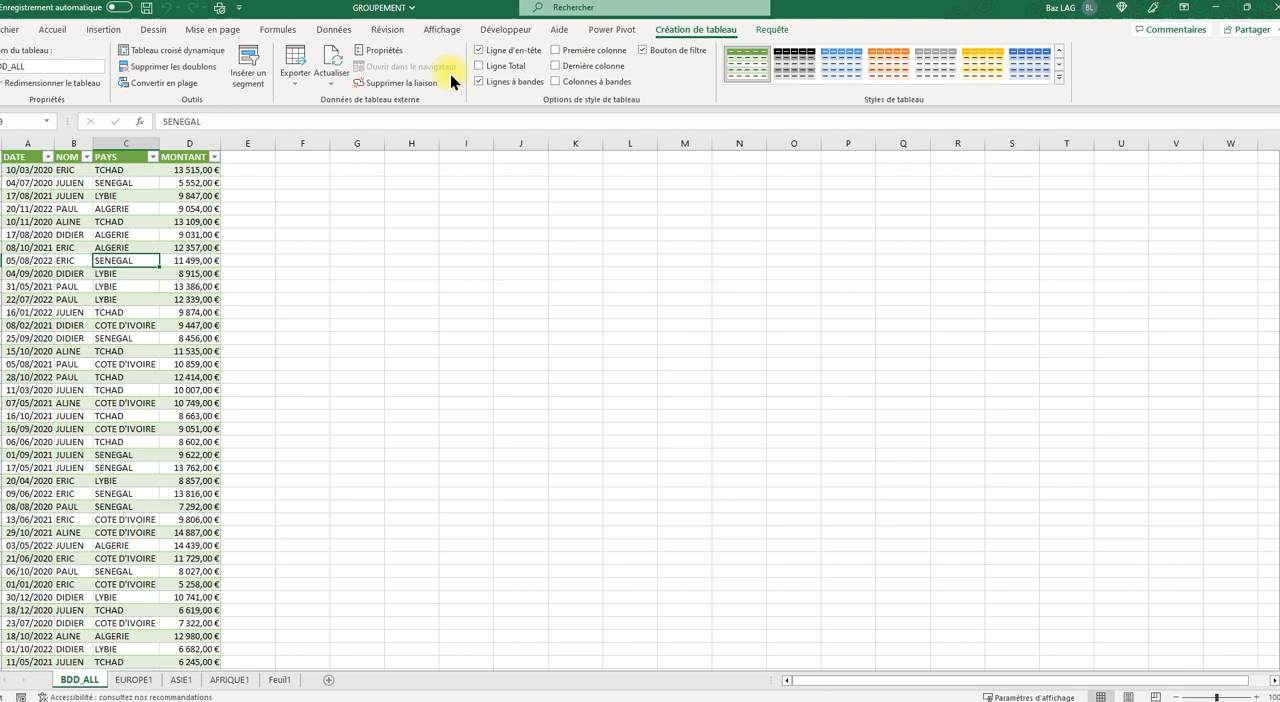 Enregistrement automatique
GROUPEMENT
Rechercher
Baz LAG BL
chier Accueil Insertion Dessin Mise en page Formules Données Révision Affichage Développeur Aide Power Pivot Création de tableau Requête Commentaires Partager
om du tableau :
DD_ALL
Redimensionner le tableau
Propriétés
Tableau croisé dynamique
Supprimer les doublons
Convertir en plage
Insérer un
segment
Outils
Exporter Actualiser
Propriétés
Ouvrir dans le navigateur
Supprimer la liaison
Données de tableau externe
Ligne d'en-tête Première colonne Bouton de filtre
Ligne Total Dernière colonne
Lignes à bandes Colonnes à bandes
Options de style de tableau
Styles de tableau
9 fx SENEGAL
A B C D E F G H I J K L M N O P Q R S T U V W
DATE NOM PAYS MONTANT
10/03/2020 ERIC TCHAD 13 515,00 €
04/07/2020 JULIEN SENEGAL 5 552,00 €
17/08/2021 JULIEN LYBIE 9 847,00 €
20/11/2022 PAUL ALGERIE 9 054,00 €
10/11/2020 ALINE TCHAD 13 109,00 €
17/08/2020 DIDIER ALGERIE 9 031,00 €
08/10/2021 ERIC ALGERIE 12 357,00 €
05/08/2022 ERIC SENEGAL 11 499,00 €
04/09/2020 DIDIER LYBIE 8 915,00 €
31/05/2021 PAUL LYBIE 13 386,00 €
22/07/2022 PAUL LYBIE 12 339,00 €
16/01/2022 JULIEN TCHAD 9 874,00 €
08/02/2021 DIDIER COTE D'IVOIRE 9 447,00 €
25/09/2020 DIDIER SENEGAL 8 456,00 €
15/10/2020 ALINE TCHAD 11 535,00 €
05/08/2021 PAUL COTE D'IVOIRE 10 859,00 €
28/10/2022 PAUL TCHAD 12 414,00 €
11/03/2020 JULIEN TCHAD 10 007,00 €
07/05/2021 ALINE COTE D'IVOIRE 10 749,00 €
16/10/2021 JULIEN TCHAD 8 663,00 €
16/09/2020 JULIEN COTE D'IVOIRE 9 051,00 €
06/06/2020 JULIEN TCHAD 8 602,00 €
01/09/2021 JULIEN SENEGAL 9 622,00 €
17/05/2021 JULIEN SENEGAL 13 762,00 €
20/04/2020 ERIC LYBIE 8 857,00 €
09/06/2022 ERIC SENEGAL 13 816,00 €
08/08/2020 PAUL SENEGAL 7 292,00 €
13/06/2021 ERIC COTE D'IVOIRE 9 806,00 €
29/10/2021 ALINE COTE D'IVOIRE 14 887,00 €
03/05/2022 JULIEN ALGERIE 14 439,00 €
21/06/2020 ERIC COTE D'IVOIRE 11 729,00 €
06/10/2020 PAUL SENEGAL 8 027,00 €
01/01/2020 ERIC COTE D'IVOIRE 5 258,00 €
30/12/2020 DIDIER LYBIE 10 741,00 €
18/12/2020 JULIEN TCHAD 6 619,00 €
23/07/2020 DIDIER COTE D'IVOIRE 7 322,00 €
18/10/2022 ALINE ALGERIE 12 980,00 €
01/10/2022 DIDIER LYBIE 6 682,00 €
11/05/2021 JULIEN TCHAD 6 245,00 €
BDD_ALL EUROPE1 ASIE1 AFRIQUE1 Feuil1
t Accessibilité : consultez nos recommandations Paramètres d'affichage 100